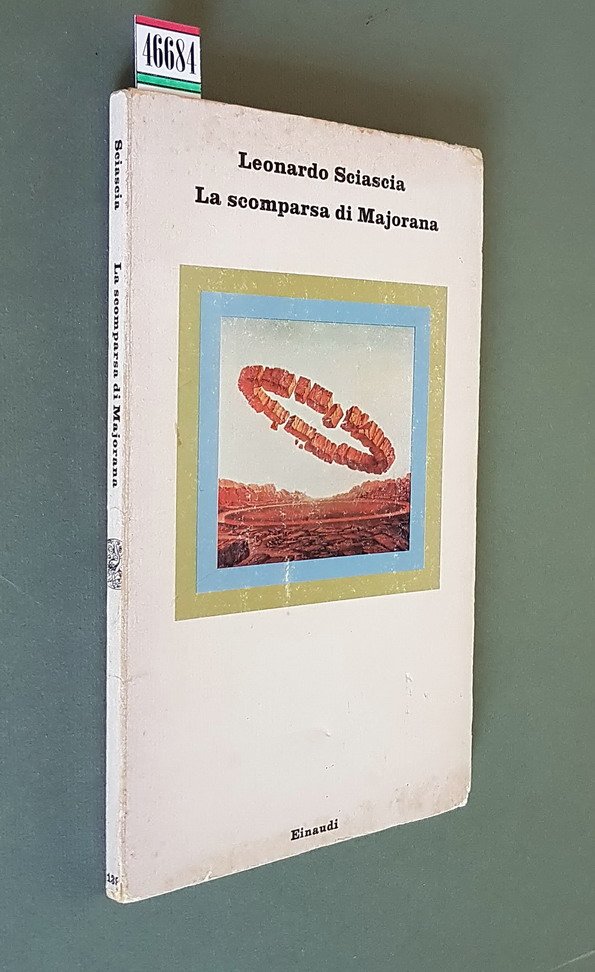 46684
Leonardo Sciascia
La scomparsa di Majorana
Einaudi
Sciascia
La scomparsa di Majorana